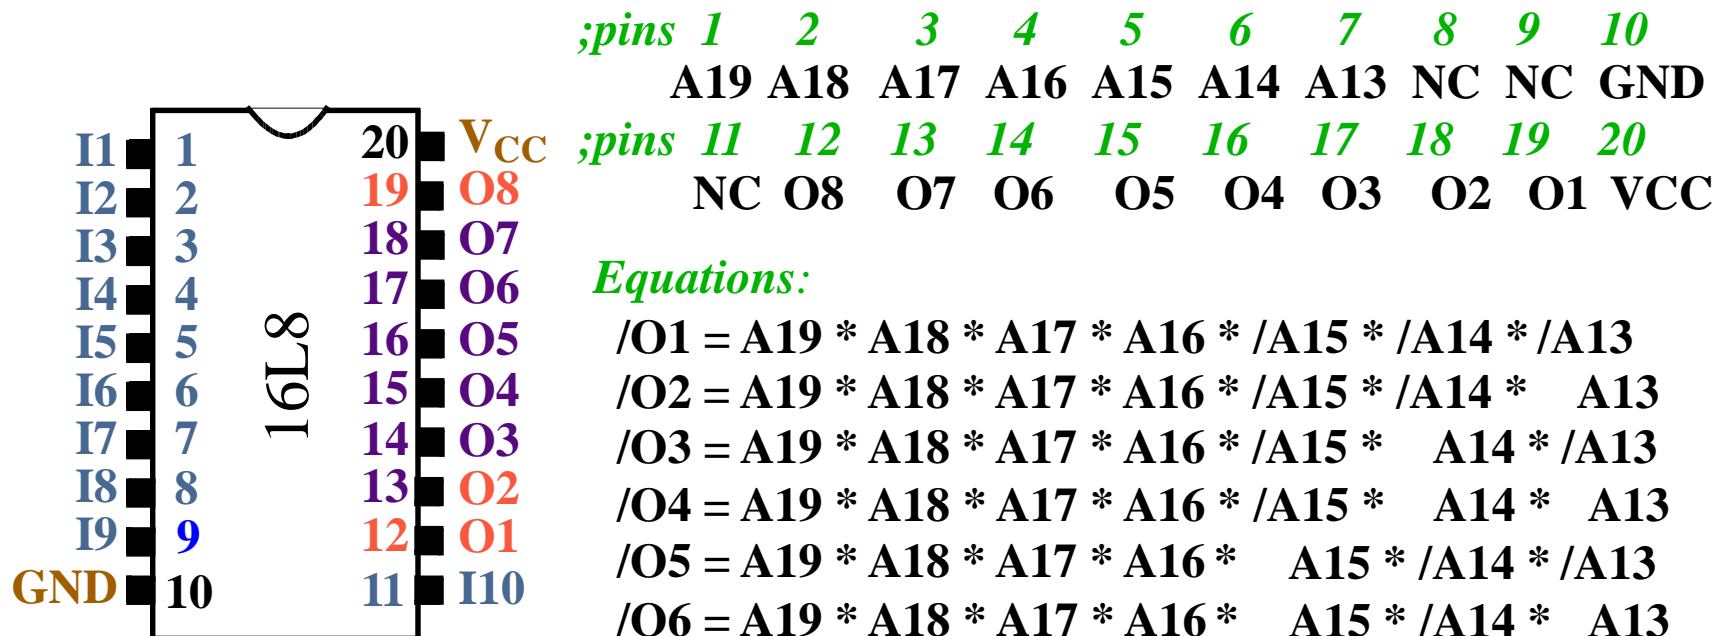 I1 1 20 VCC
I2 2 19 O8
I3 3 18 O7
I4 4 17 O6
I5 5 16 O5
I6 6 15 O4
I7 7 14 O3
I8 8 13 O2
I9 9 12 O1
GND 10 11 I10
16L8
;pins 1 2 3 4 5 6 7 8 9 10
A19 A18 A17 A16 A15 A14 A13 NC NC GND
;pins 11 12 13 14 15 16 17 18 19 20
NC O8 O7 O6 O5 O4 O3 O2 O1 VCC
Equations:
/O1 = A19 * A18 * A17 * A16 * /A15 * /A14 * /A13
/O2 = A19 * A18 * A17 * A16 * /A15 * /A14 * A13
/O3 = A19 * A18 * A17 * A16 * /A15 * A14 * /A13
/O4 = A19 * A18 * A17 * A16 * /A15 * A14 * A13
/O5 = A19 * A18 * A17 * A16 * A15 * /A14 * /A13
/O6 = A19 * A18 * A17 * A16 * A15 * /A14 * A13